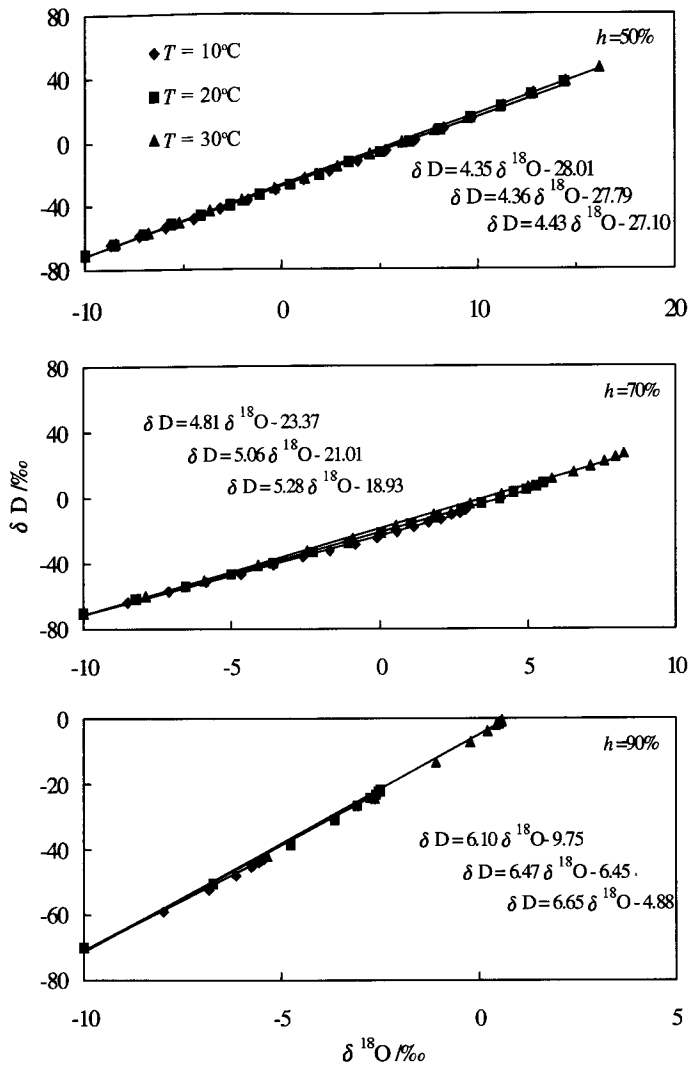 80
40
0
-40
-80
T = 10°C
T = 20°C
T = 30°C
h=50%
δ D=4.35 δ ¹⁸O-28.01
δ D=4.36 δ ¹⁸O-27.79
δ D=4.43 δ ¹⁸O-27.10
-10 0 10 20
80
40
0
-40
-80
h=70%
δ D=4.81 δ ¹⁸O-23.37
δ D=5.06 δ ¹⁸O-21.01
δ D=5.28 δ ¹⁸O-18.93
δ D /‰
-10 -5 0 5 10
0
-20
-40
-60
-80
h=90%
δ D=6.10 δ ¹⁸O-9.75
δ D=6.47 δ ¹⁸O-6.45
δ D=6.65 δ ¹⁸O-4.88
-10 -5 0 5
δ ¹⁸O /‰